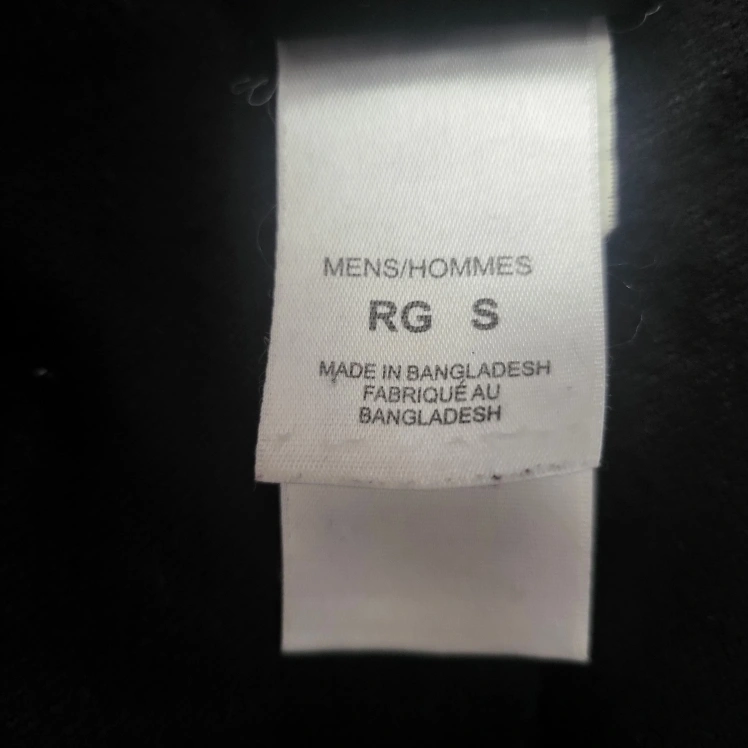 MENS/HOMMES
RG S
MADE IN BANGLADESH
FABRIQUÉ AU
BANGLADESH